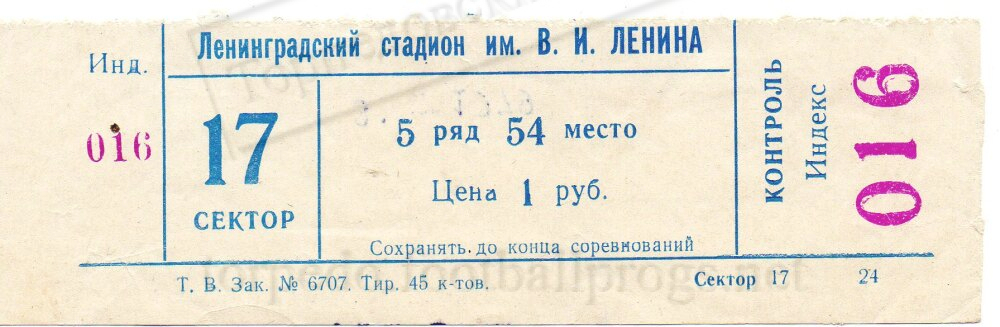 Ленинградский стадион им. В. И. ЛЕНИНА
Инд.
016
17
СЕКТОР
5 ряд 54 место
Цена 1 руб.
Сохранять до конца соревнований
КОНТРОЛЬ
Индекс
016
Т. В. Зак. № 6707. Тир. 45 к-тов.
Сектор 17
24